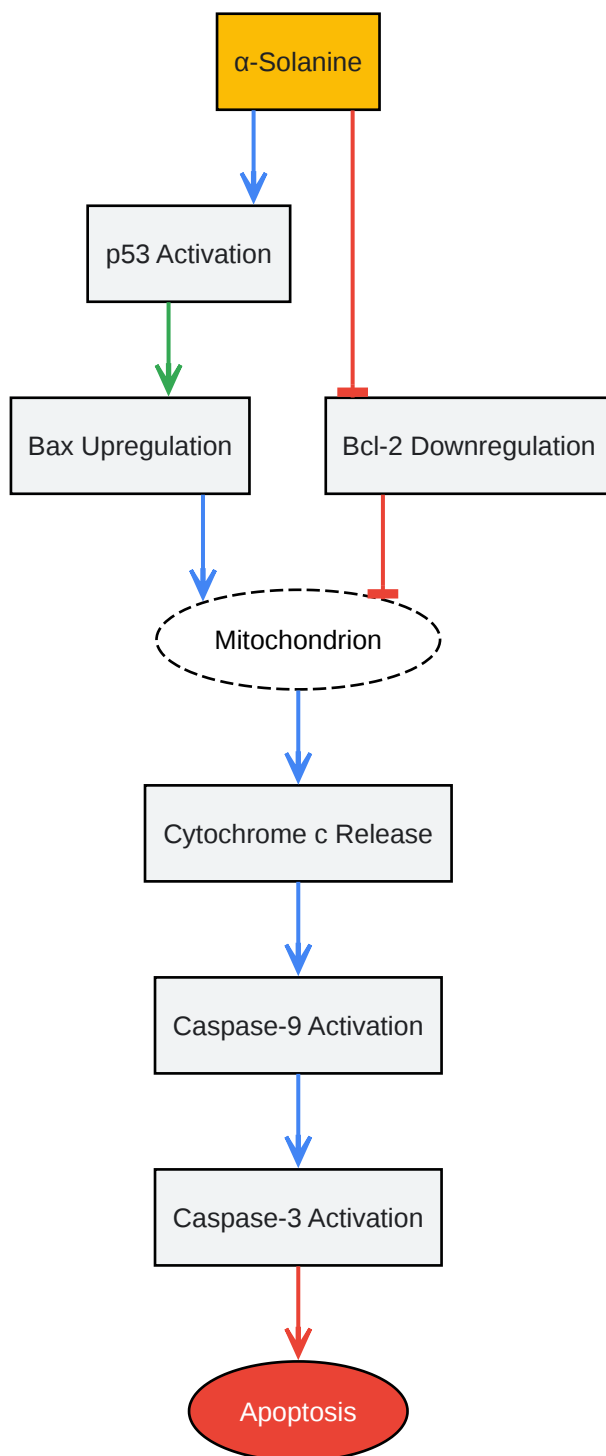 α-Solanine
p53 Activation
Bax Upregulation
Bcl-2 Downregulation
Mitochondrion
Cytochrome c Release
Caspase-9 Activation
Caspase-3 Activation
Apoptosis